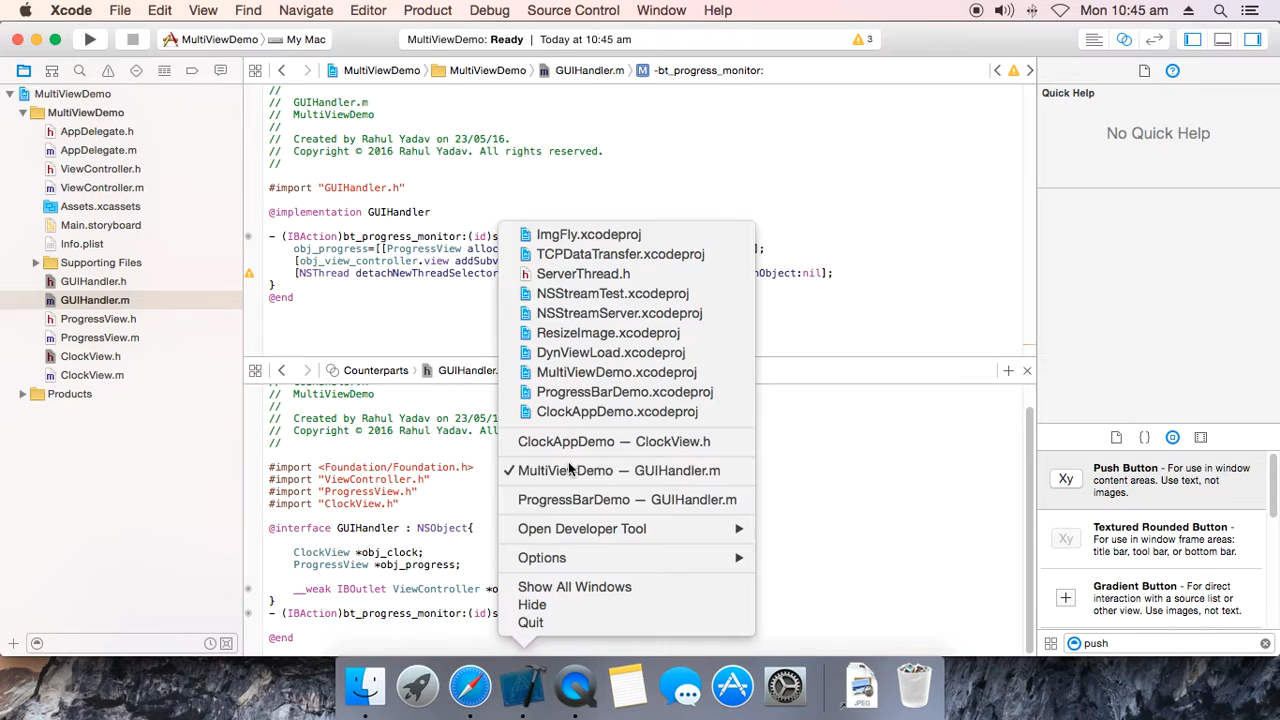 Xcode File Edit View Find Navigate Editor Product Debug Source Control Window Help Mon 10:45 am
MultiViewDemo My Mac MultiViewDemo: Ready Today at 10:45 am 3
MultiViewDemo MultiViewDemo GUIHandler.m M -bt_progress_monitor:
MultiViewDemo
MultiViewDemo
h AppDelegate.h
m AppDelegate.m
h ViewController.h
m ViewController.m
Assets.xcassets
Main.storyboard
Info.plist
Supporting Files
h GUIHandler.h
m GUIHandler.m
h ProgressView.h
m ProgressView.m
h ClockView.h
m ClockView.m
Products
//
// GUIHandler.m
// MultiViewDemo
//
// Created by Rahul Yadav on 23/05/16.
// Copyright © 2016 Rahul Yadav. All rights reserved.
//
#import "GUIHandler.h"
@implementation GUIHandler
- (IBAction)bt_progress_monitor:(id)
obj_progress=[[ProgressView alloc ];
[obj_view_controller.view addSubv
[NSThread detachNewThreadSelector nObject:nil];
}
@end
Counterparts h GUIHandler.
// MultiViewDemo
//
// Created by Rahul Yadav on 23/05/1
// Copyright © 2016 Rahul Yadav. All
//
#import <Foundation/Foundation.h>
#import "ViewController.h"
#import "ProgressView.h"
#import "ClockView.h"
@interface GUIHandler : NSObject{
ClockView *obj_clock;
ProgressView *obj_progress;
__weak IBOutlet ViewController *o
}
- (IBAction)bt_progress_monitor:(id)s
@end
ImgFly.xcodeproj
TCPDataTransfer.xcodeproj
h ServerThread.h
NSStreamTest.xcodeproj
NSStreamServer.xcodeproj
ResizeImage.xcodeproj
DynViewLoad.xcodeproj
MultiViewDemo.xcodeproj
ProgressBarDemo.xcodeproj
ClockAppDemo.xcodeproj
ClockAppDemo — ClockView.h
✓ MultiViewDemo — GUIHandler.m
ProgressBarDemo — GUIHandler.m
Open Developer Tool
Options
Show All Windows
Hide
Quit
Quick Help
No Quick Help
{ }
Xy Push Button - For use in window
content areas. Use text, not
images.
Xy Textured Rounded Button -
For use in window frame areas:
title bar, tool bar, or bottom bar.
Gradient Button - For direct
interaction with a source list or
other view. Use images, not text.
push
JPEG